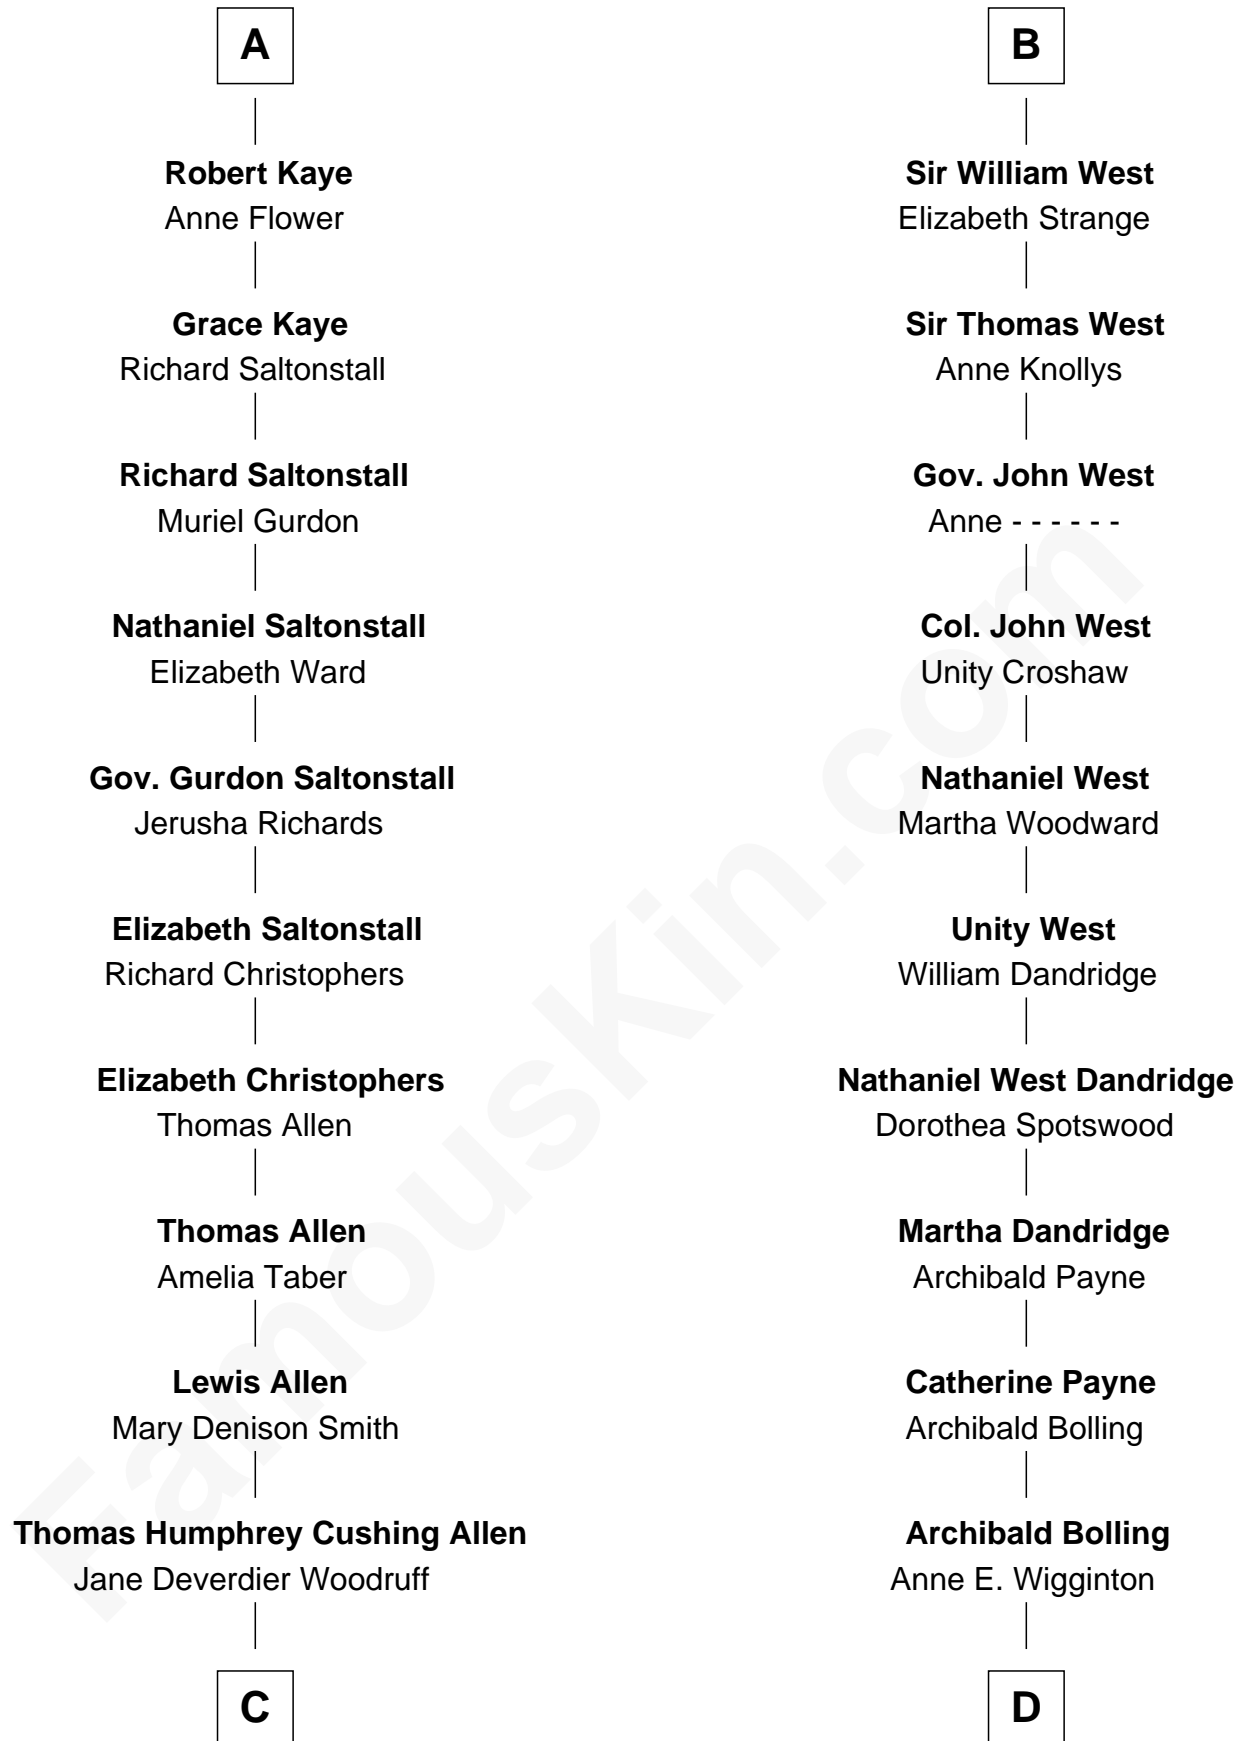 A
Robert Kaye
Anne Flower
Grace Kaye
Richard Saltonstall
Richard Saltonstall
Muriel Gurdon
Nathaniel Saltonstall
Elizabeth Ward
Gov. Gurdon Saltonstall
Jerusha Richards
Elizabeth Saltonstall
Richard Christophers
Elizabeth Christophers
Thomas Allen
Thomas Allen
Amelia Taber
Lewis Allen
Mary Denison Smith
Thomas Humphrey Cushing Allen
Jane Deverdier Woodruff
C
B
Sir William West
Elizabeth Strange
Sir Thomas West
Anne Knollys
Gov. John West
Anne - - - - - -
Col. John West
Unity Croshaw
Nathaniel West
Martha Woodward
Unity West
William Dandridge
Nathaniel West Dandridge
Dorothea Spotswood
Martha Dandridge
Archibald Payne
Catherine Payne
Archibald Bolling
Archibald Bolling
Anne E. Wigginton
D
FamousKin.com